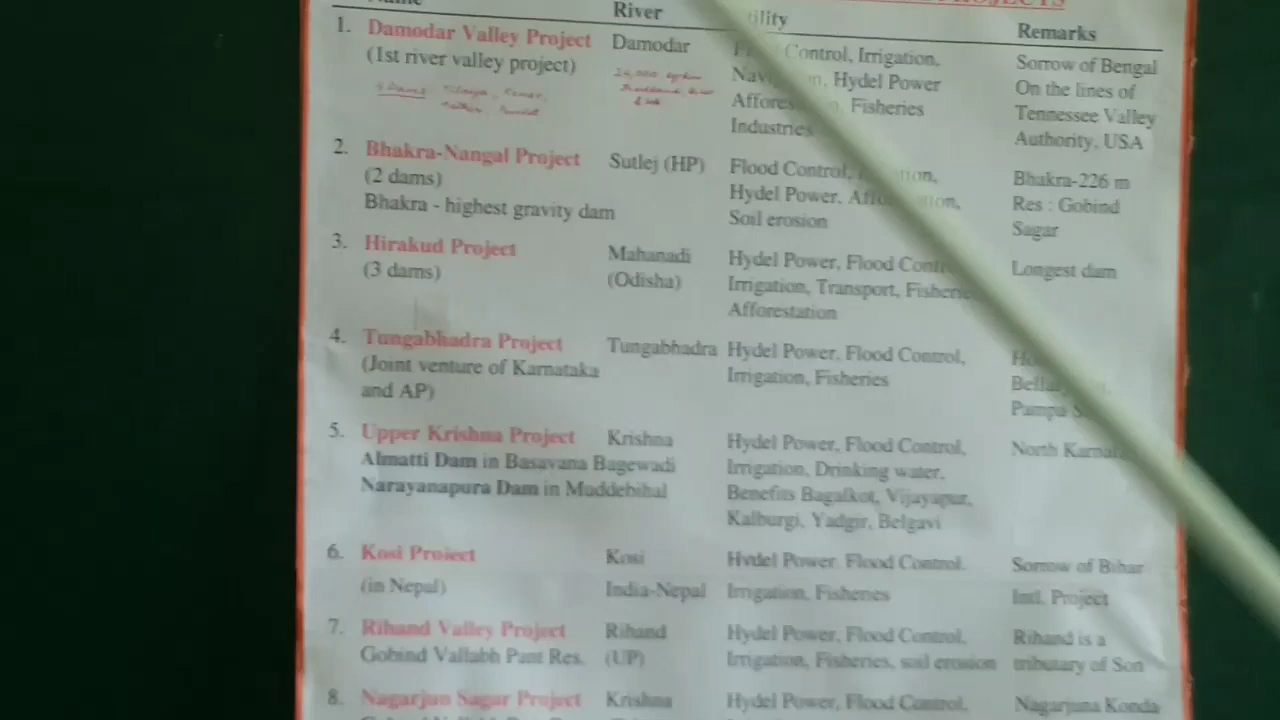 River Remarks
1. Damodar Valley Project Damodar Control, Irrigation, Sorrow of Bengal
(1st river valley project) Hydel Power On the lines of
Fisheries Tennessee Valley
Industries Authority, USA
2. Bhakra-Nangal Project Sutlej (HP) Flood Control, Bhakra-226 m
(2 dams) Hydel Power, Res : Gobind
Bhakra - highest gravity dam Soil erosion Sagar
3. Hirakud Project Mahanadi Hydel Power, Flood Longest dam
(3 dams) (Odisha) Irrigation, Transport,
Afforestation
4. Tungabhadra Project Tungabhadra Hydel Power, Flood Control,
(Joint venture of Karnataka Irrigation, Fisheries
and AP) Pampa
5. Upper Krishna Project Krishna Hydel Power, Flood Control, North
Almatti Dam in Basavana Bagewadi Irrigation, Drinking water,
Narayanapura Dam in Muddebihal Benefits Bagalkot, Vijayapur,
Kalburgi, Yadgir, Belgavi
6. Kosi Project Kosi Hydel Power, Flood Control, Sorrow of Bihar
(in Nepal) India-Nepal Irrigation, Fisheries Intl. Project
7. Rihand Valley Project Rihand Hydel Power, Flood Control, Rihand is a
Gobind Vallabh Pant Res. (UP) Irrigation, Fisheries, soil erosion tributary of Son
8. Nagarjun Sagar Project Krishna Hydel Power, Flood Control, Nagarjuna Konda